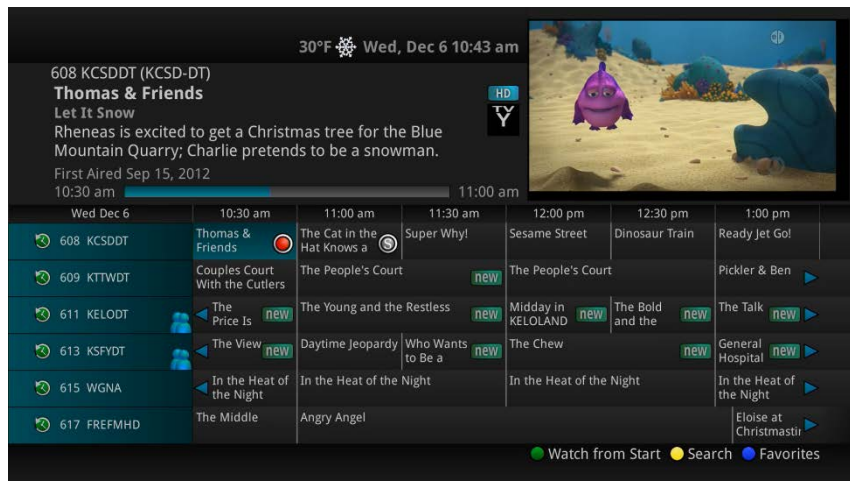 30°F Wed, Dec 6 10:43 am
608 KCSDDT (KCSD-DT)
Thomas & Friends
HD
Let It Snow
TV
Y
Rheneas is excited to get a Christmas tree for the Blue
Mountain Quarry; Charlie pretends to be a snowman.
First Aired Sep 15, 2012
10:30 am 11:00 am
Wed Dec 6 10:30 am 11:00 am 11:30 am 12:00 pm 12:30 pm 1:00 pm
608 KCSDDT
Thomas &
Friends
The Cat in the
Hat Knows a
S
Super Why!
Sesame Street
Dinosaur Train
Ready Jet Go!
609 KTTWDT
Couples Court
With the Cutlers
The People's Court
new
The People's Court
Pickler & Ben
611 KELODT
The
Price Is
new
The Young and the Restless
new
Midday in
KELOLAND
new
The Bold
and the
new
The Talk
new
613 KSFYDT
The View
new
Daytime Jeopardy
Who Wants
to Be a
new
The Chew
new
General
Hospital
new
615 WGNA
In the Heat of
the Night
In the Heat of the Night
In the Heat of the Night
In the Heat of
the Night
617 FREFMHD
The Middle
Angry Angel
Eloise at
Christmastir
Watch from Start Search Favorites